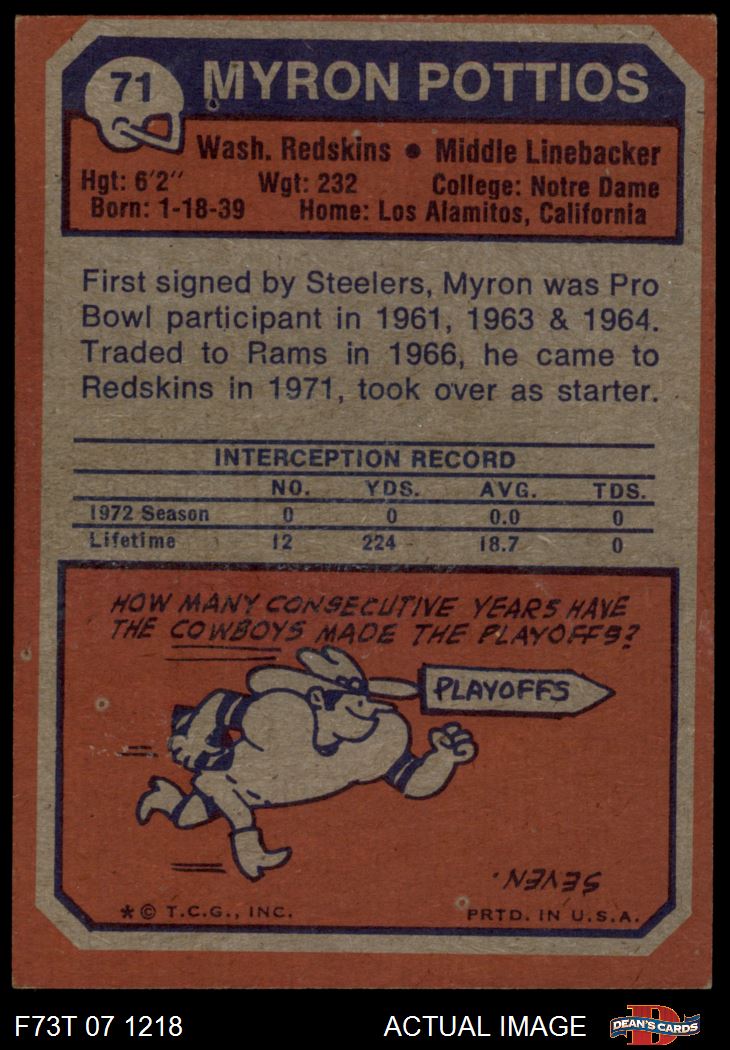 71
MYRON POTTIOS
Wash. Redskins • Middle Linebacker
Hgt: 6'2" Wgt: 232 College: Notre Dame
Born: 1-18-39 Home: Los Alamitos, California
First signed by Steelers, Myron was Pro
Bowl participant in 1961, 1963 & 1964.
Traded to Rams in 1966, he came to
Redskins in 1971, took over as starter.
INTERCEPTION RECORD
NO. YDS. AVG. TDS.
1972 Season 0 0 0.0 0
Lifetime 12 224 18.7 0
HOW MANY CONSECUTIVE YEARS HAVE
THE COWBOYS MADE THE PLAYOFFS?
PLAYOFFS
SEVEN.
* © T.C.G., INC. PRTD. IN U.S.A.
F73T 07 1218 ACTUAL IMAGE D DEAN'S CARDS